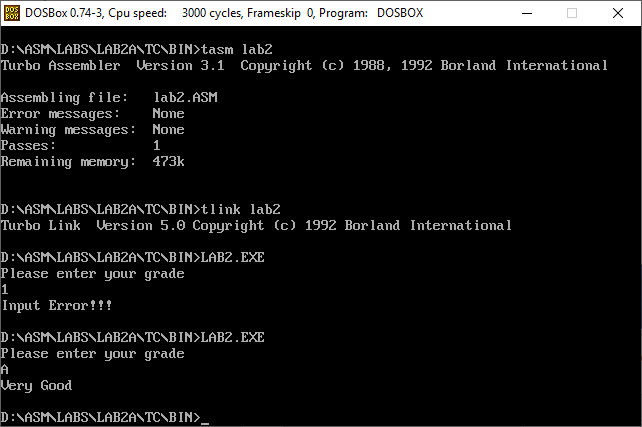 DOSBOX
DOSBox 0.74-3, Cpu speed:    3000 cycles, Frameskip  0, Program:   DOSBOX
D:\ASM\LABS\LAB2A\TC\BIN>tasm lab2
Turbo Assembler  Version 3.1  Copyright (c) 1988, 1992 Borland International
Assembling file:   lab2.ASM
Error messages:    None
Warning messages:  None
Passes:            1
Remaining memory:  473k
D:\ASM\LABS\LAB2A\TC\BIN>tlink lab2
Turbo Link  Version 5.0 Copyright (c) 1992 Borland International
D:\ASM\LABS\LAB2A\TC\BIN>LAB2.EXE
Please enter your grade
1
Input Error!!!
D:\ASM\LABS\LAB2A\TC\BIN>LAB2.EXE
Please enter your grade
A
Very Good
D:\ASM\LABS\LAB2A\TC\BIN>_